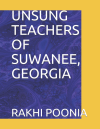 UNSUNG
TEACHERS
OF
SUWANEE,
GEORGIA
RAKHI POONIA